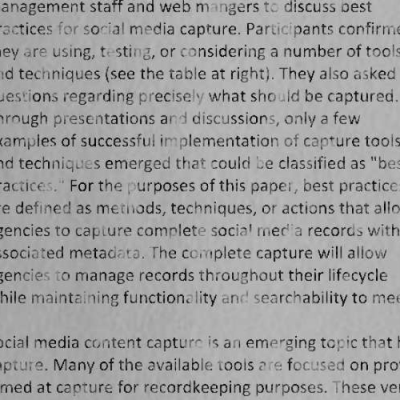 anagement staff and web mangers to discuss best
ractices for social media capture. Participants confirme
hey are using, testing, or considering a number of tools
nd techniques (see the table at right). They also asked
uestions regarding precisely what should be captured.
hrough presentations and discussions, only a few
xamples of successful implementation of capture tools
nd techniques emerged that could be classified as "bes
ractices." For the purposes of this paper, best practice
re defined as methods, techniques, or actions that allo
gencies to capture complete social media records with
ssociated metadata. The complete capture will allow
gencies to manage records throughout their lifecycle
hile maintaining functionality and searchability to mee
ocial media content capture is an emerging topic that h
apture. Many of the available tools are focused on pro
imed at capture for recordkeeping purposes. These ver